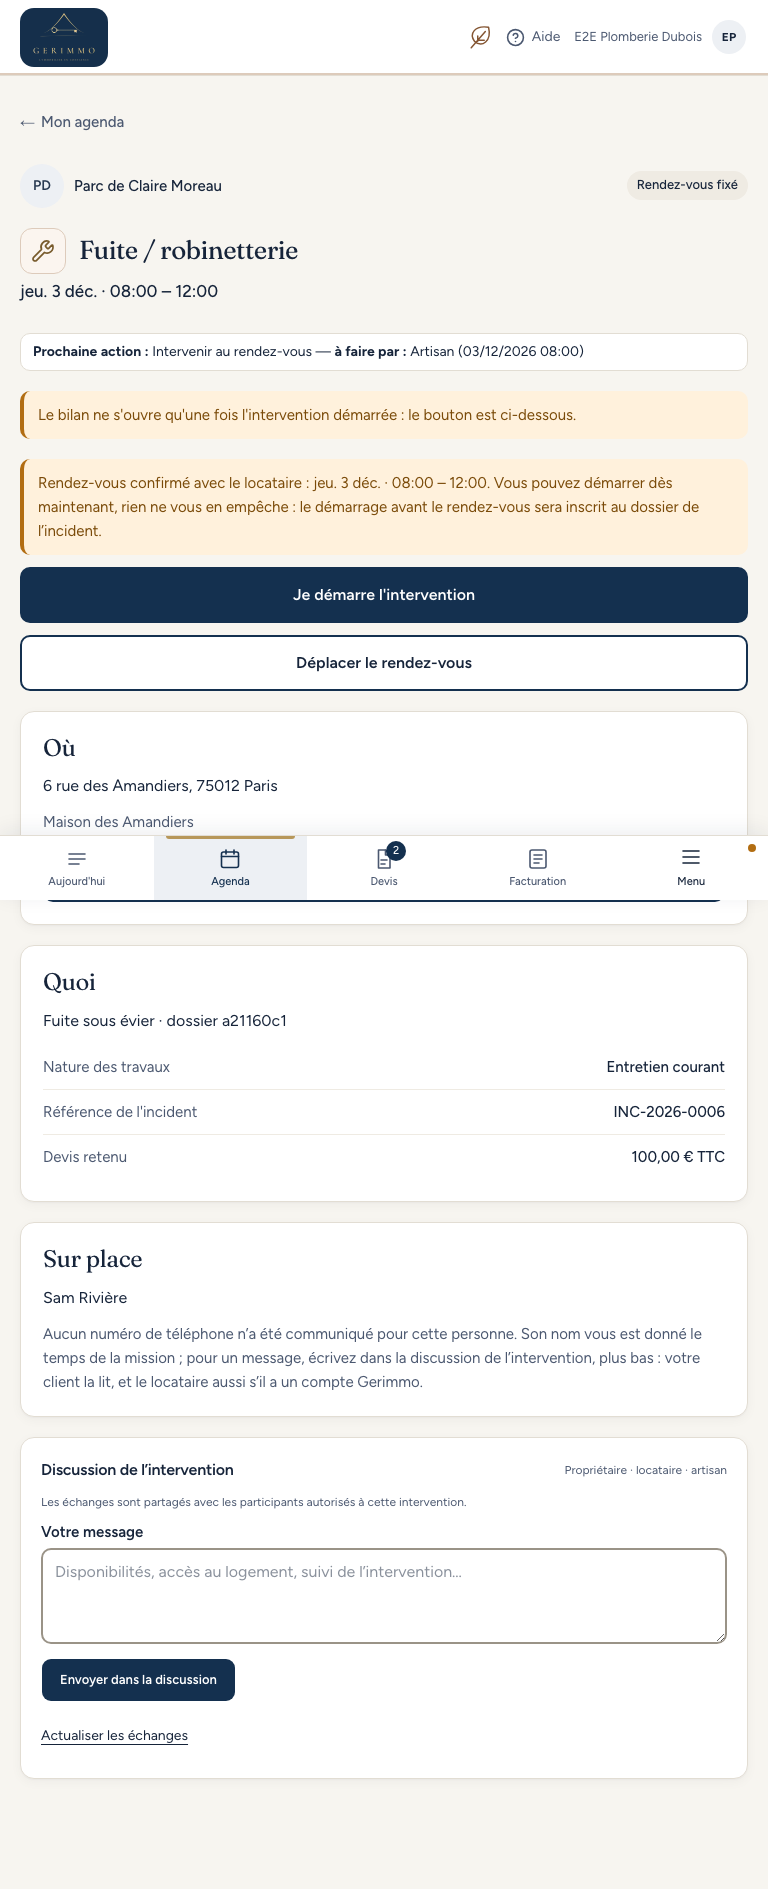 GERIMMO
Aide
E2E Plomberie Dubois
EP
← Mon agenda
PD
Parc de Claire Moreau
Rendez-vous fixé
Fuite / robinetterie
jeu. 3 déc. · 08:00 – 12:00
Prochaine action : Intervenir au rendez-vous — à faire par : Artisan (03/12/2026 08:00)
Le bilan ne s'ouvre qu'une fois l'intervention démarrée : le bouton est ci-dessous.
Rendez-vous confirmé avec le locataire : jeu. 3 déc. · 08:00 – 12:00. Vous pouvez démarrer dès
maintenant, rien ne vous en empêche : le démarrage avant le rendez-vous sera inscrit au dossier de
l’incident.
Je démarre l'intervention
Déplacer le rendez-vous
Où
6 rue des Amandiers, 75012 Paris
Maison des Amandiers
Aujourd'hui
Agenda
2
Devis
Facturation
Menu
Quoi
Fuite sous évier · dossier a21160c1
Nature des travaux
Entretien courant
Référence de l'incident
INC-2026-0006
Devis retenu
100,00 € TTC
Sur place
Sam Rivière
Aucun numéro de téléphone n’a été communiqué pour cette personne. Son nom vous est donné le
temps de la mission ; pour un message, écrivez dans la discussion de l’intervention, plus bas : votre
client la lit, et le locataire aussi s’il a un compte Gerimmo.
Discussion de l’intervention
Propriétaire · locataire · artisan
Les échanges sont partagés avec les participants autorisés à cette intervention.
Votre message
Disponibilités, accès au logement, suivi de l’intervention…
Envoyer dans la discussion
Actualiser les échanges